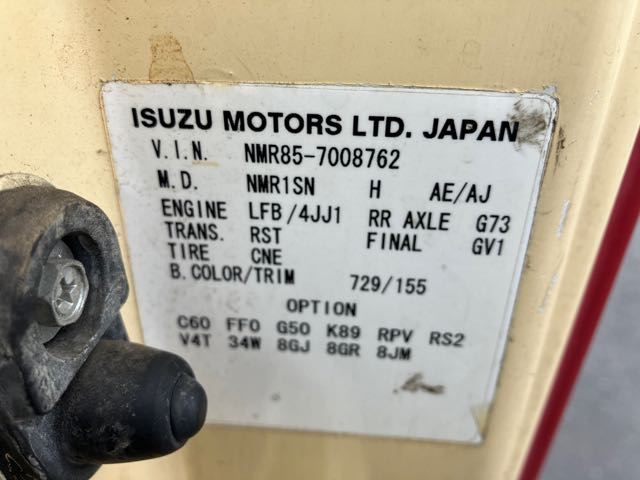 ISUZU MOTORS LTD. JAPAN
V.I.N. NMR85-7008762
M.D. NMR1SN H AE/AJ
ENGINE LFB/4JJ1 RR AXLE G73
TRANS. RST FINAL GV1
TIRE CNE
B.COLOR/TRIM 729/155
OPTION
C60 FF0 G50 K89 RPV RS2
V4T 34W 8GJ 8GR 8JM